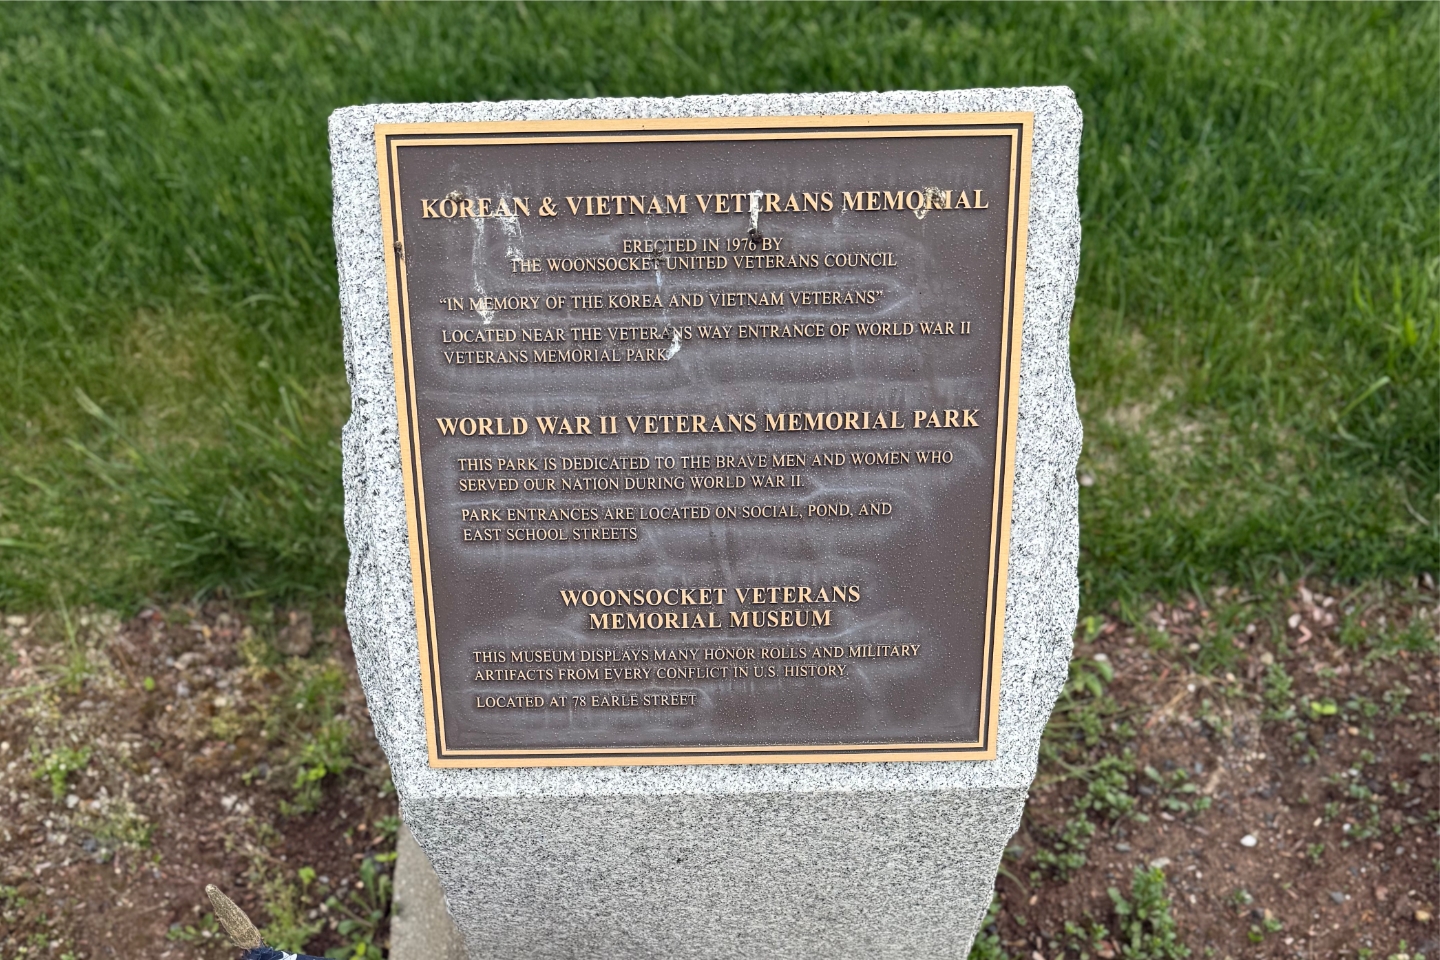 KOREAN & VIETNAM VETERANS MEMORIAL
ERECTED IN 1976 BY
THE WOONSOCKET UNITED VETERANS COUNCIL
“IN MEMORY OF THE KOREA AND VIETNAM VETERANS”
LOCATED NEAR THE VETERANS WAY ENTRANCE OF WORLD WAR II
VETERANS MEMORIAL PARK
WORLD WAR II VETERANS MEMORIAL PARK
THIS PARK IS DEDICATED TO THE BRAVE MEN AND WOMEN WHO
SERVED OUR NATION DURING WORLD WAR II.
PARK ENTRANCES ARE LOCATED ON SOCIAL, POND, AND
EAST SCHOOL STREETS
WOONSOCKET VETERANS
MEMORIAL MUSEUM
THIS MUSEUM DISPLAYS MANY HONOR ROLLS AND MILITARY
ARTIFACTS FROM EVERY CONFLICT IN U.S. HISTORY.
LOCATED AT 78 EARLE STREET